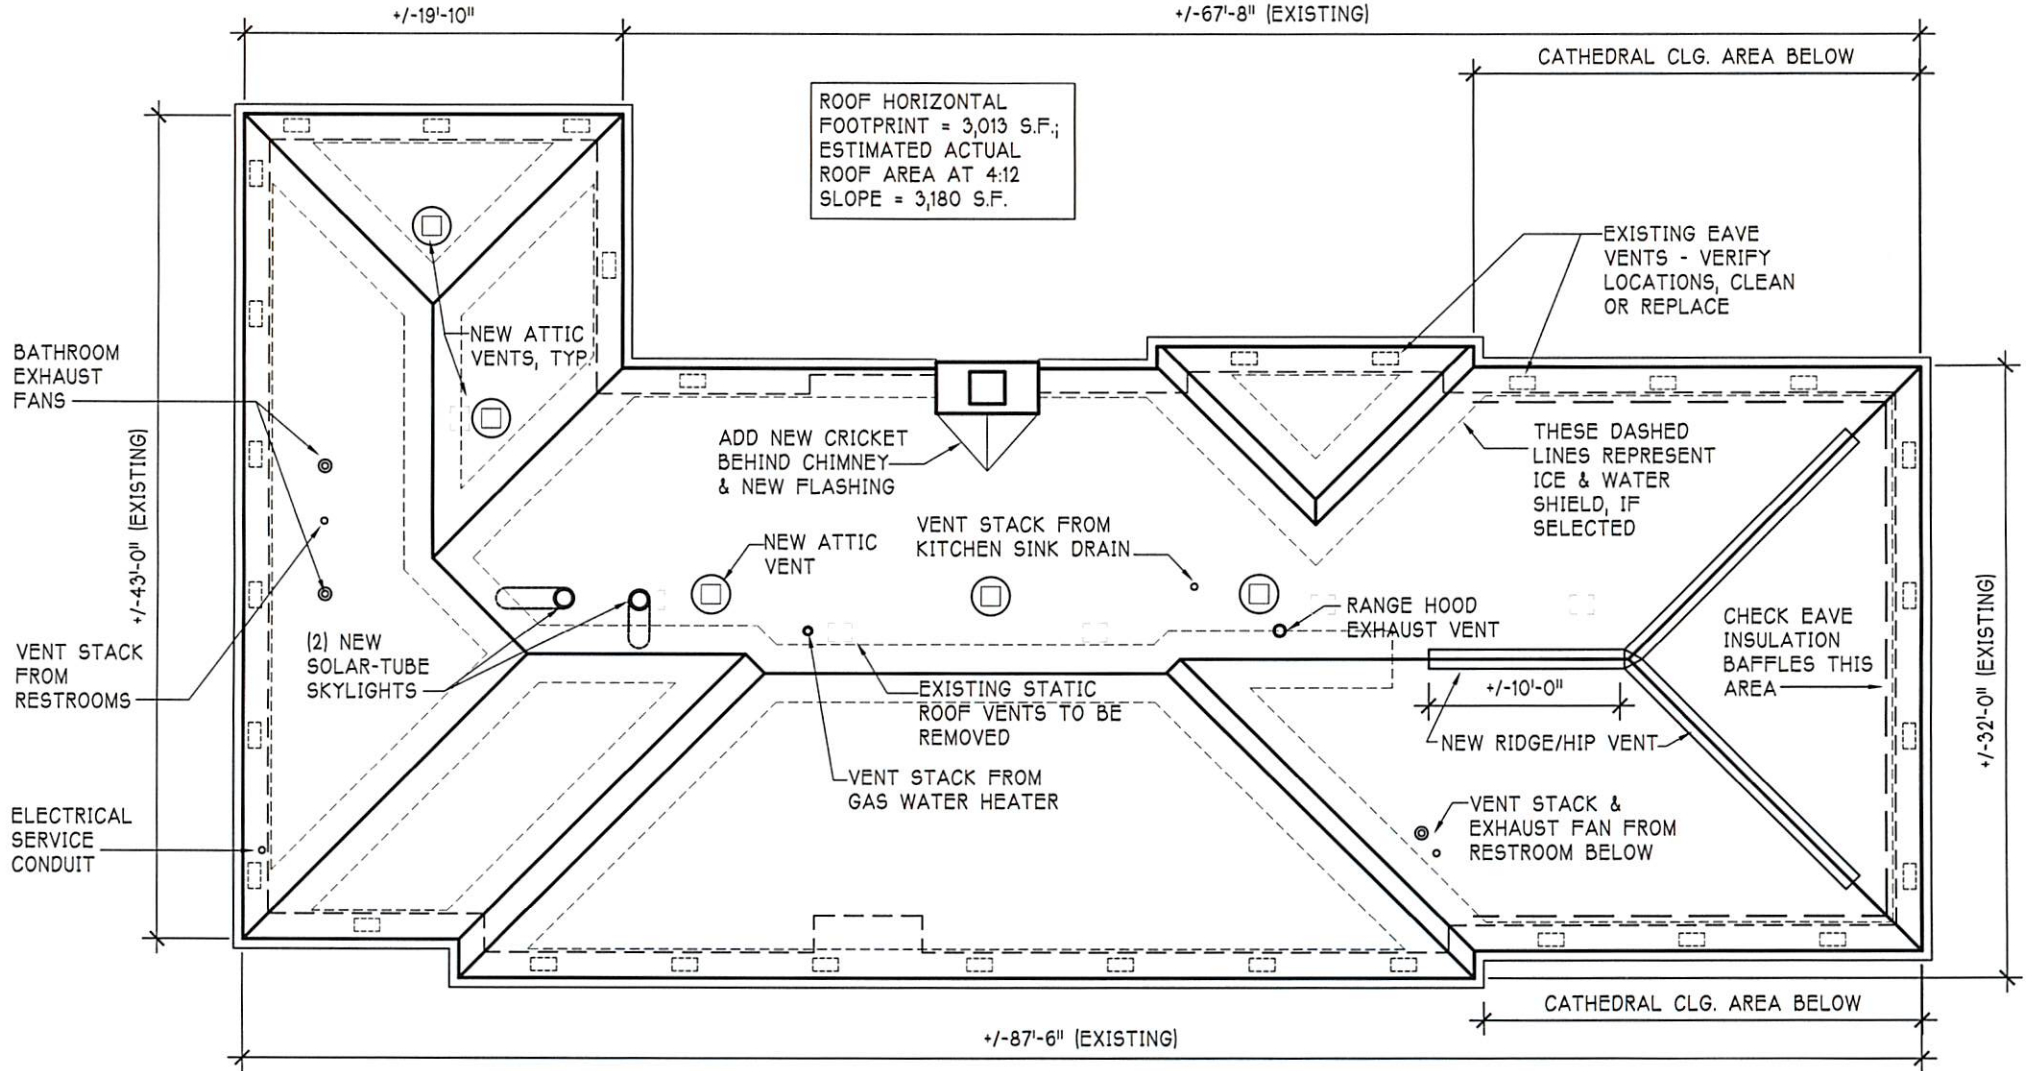 +/-19'-10"
+/-67'-8" (EXISTING)
CATHEDRAL CLG. AREA BELOW
ROOF HORIZONTAL
FOOTPRINT = 3,013 S.F.;
ESTIMATED ACTUAL
ROOF AREA AT 4:12
SLOPE = 3,180 S.F.
EXISTING EAVE
VENTS - VERIFY
LOCATIONS, CLEAN
OR REPLACE
NEW ATTIC
VENTS, TYP.
BATHROOM
EXHAUST
FANS
+/-43'-0" (EXISTING)
ADD NEW CRICKET
BEHIND CHIMNEY
& NEW FLASHING
THESE DASHED
LINES REPRESENT
ICE & WATER
SHIELD, IF
SELECTED
NEW ATTIC
VENT
VENT STACK FROM
KITCHEN SINK DRAIN
RANGE HOOD
EXHAUST VENT
CHECK EAVE
INSULATION
BAFFLES THIS
AREA
+/-32'-0" (EXISTING)
(2) NEW
SOLAR-TUBE
SKYLIGHTS
VENT STACK
FROM
RESTROOMS
EXISTING STATIC
ROOF VENTS TO BE
REMOVED
+/-10'-0"
NEW RIDGE/HIP VENT
VENT STACK FROM
GAS WATER HEATER
VENT STACK &
EXHAUST FAN FROM
RESTROOM BELOW
ELECTRICAL
SERVICE
CONDUIT
CATHEDRAL CLG. AREA BELOW
+/-87'-6" (EXISTING)